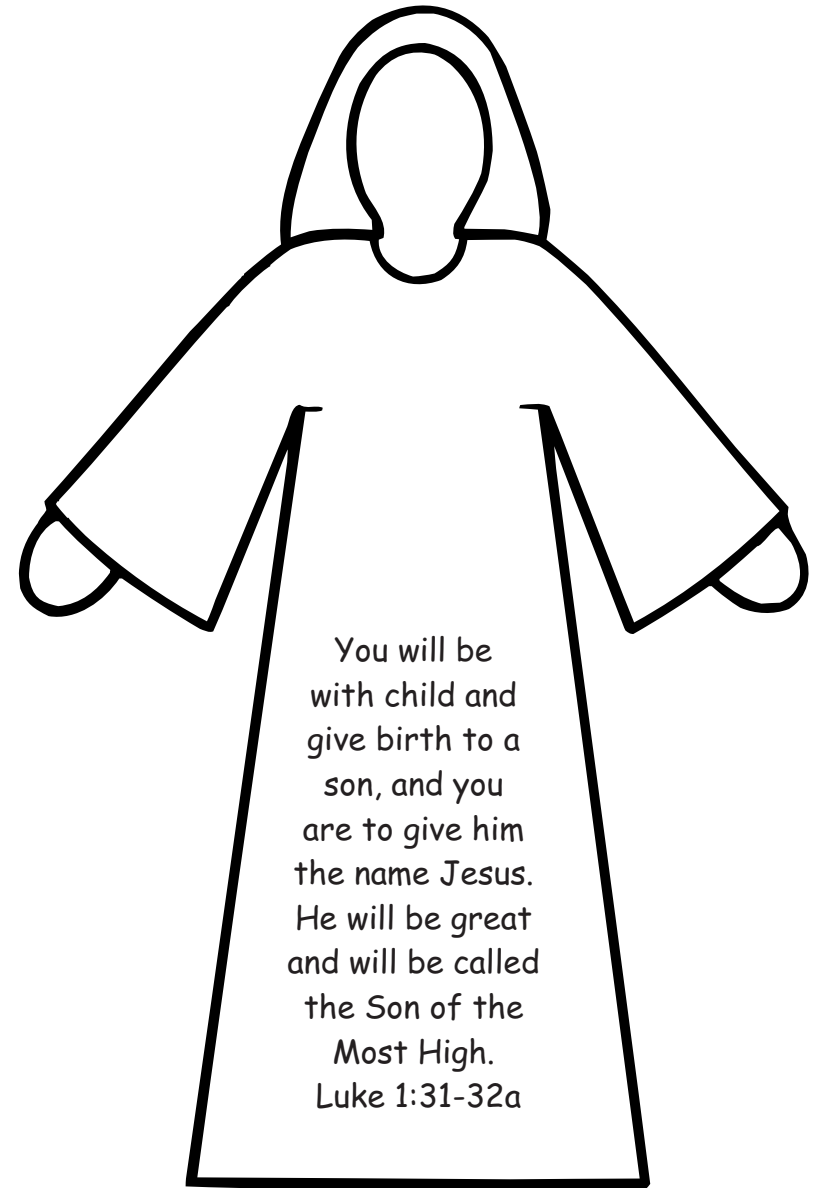 You will be
with child and
give birth to a
son, and you
are to give him
the name Jesus.
He will be great
and will be called
the Son of the
Most High.
Luke 1:31-32a